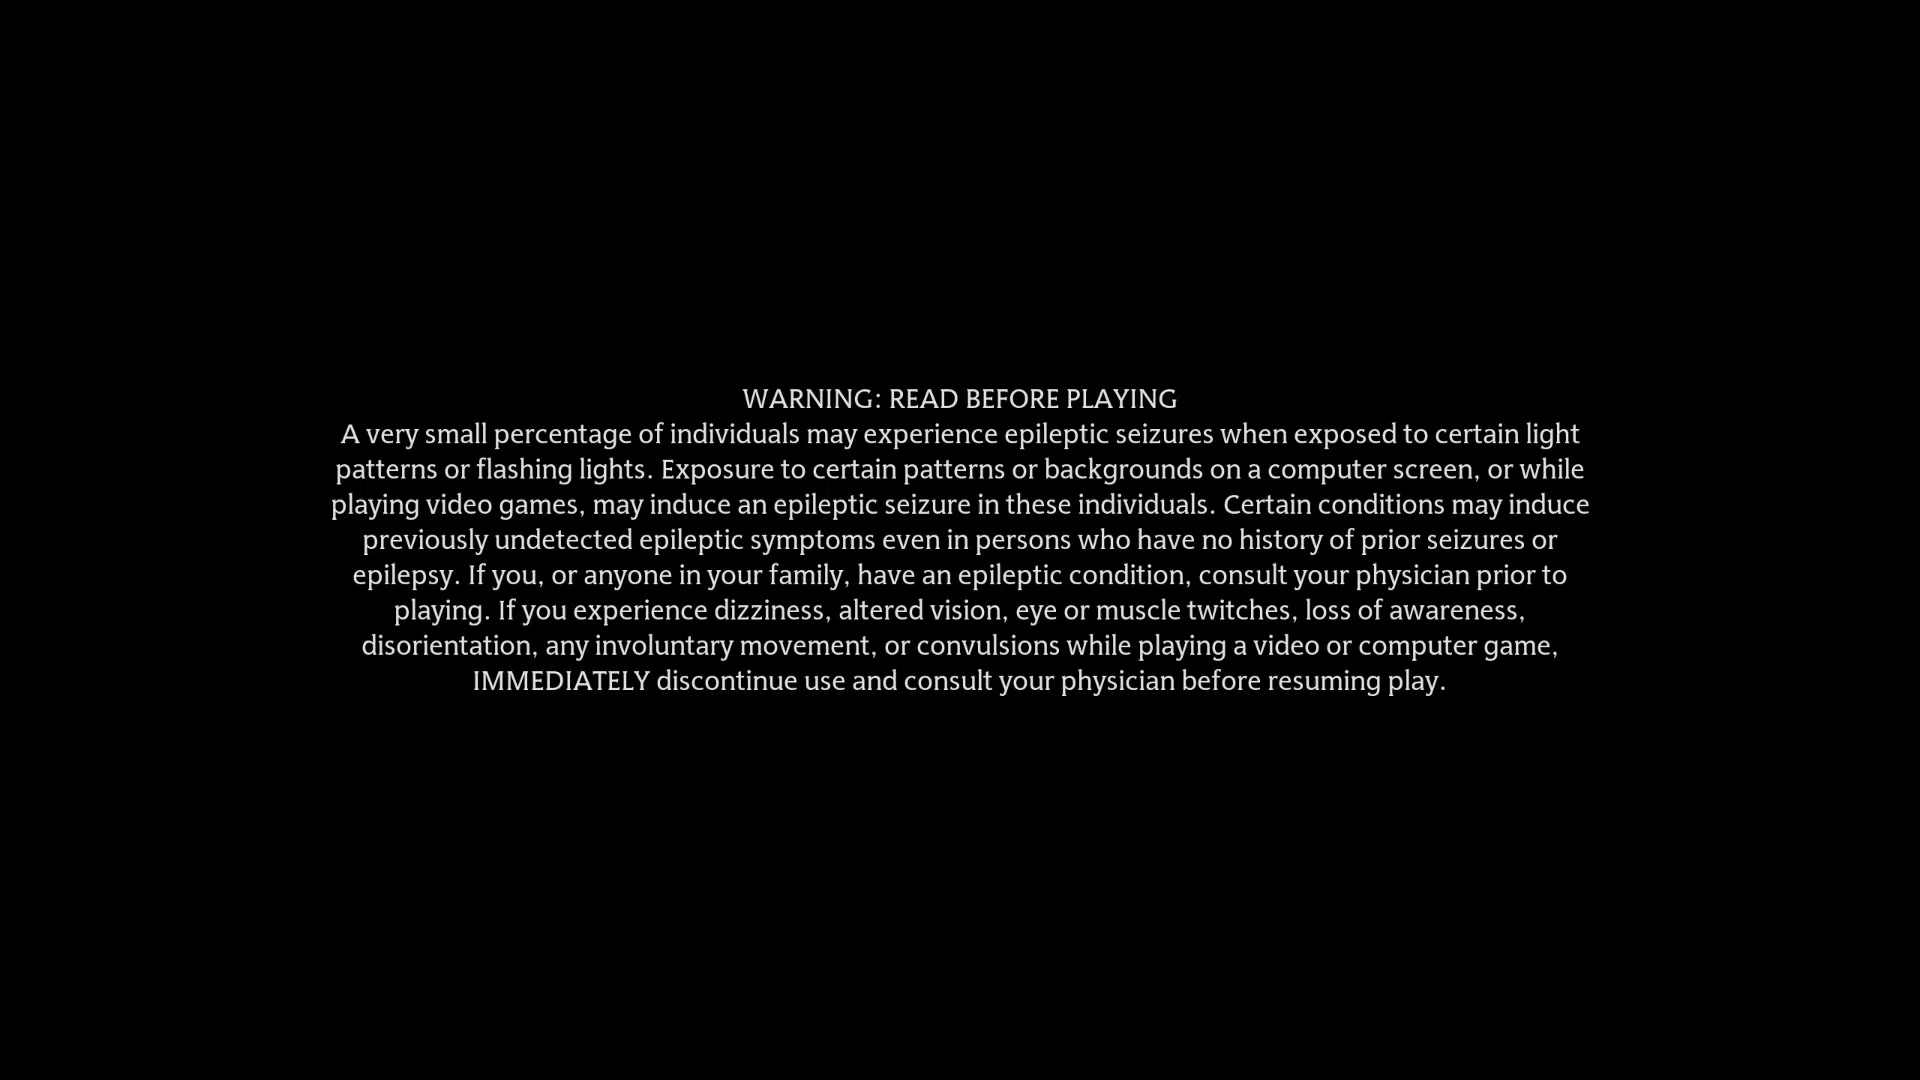 WARNING: READ BEFORE PLAYING
A very small percentage of individuals may experience epileptic seizures when exposed to certain light
patterns or flashing lights. Exposure to certain patterns or backgrounds on a computer screen, or while
playing video games, may induce an epileptic seizure in these individuals. Certain conditions may induce
previously undetected epileptic symptoms even in persons who have no history of prior seizures or
epilepsy. If you, or anyone in your family, have an epileptic condition, consult your physician prior to
playing. If you experience dizziness, altered vision, eye or muscle twitches, loss of awareness,
disorientation, any involuntary movement, or convulsions while playing a video or computer game,
IMMEDIATELY discontinue use and consult your physician before resuming play.